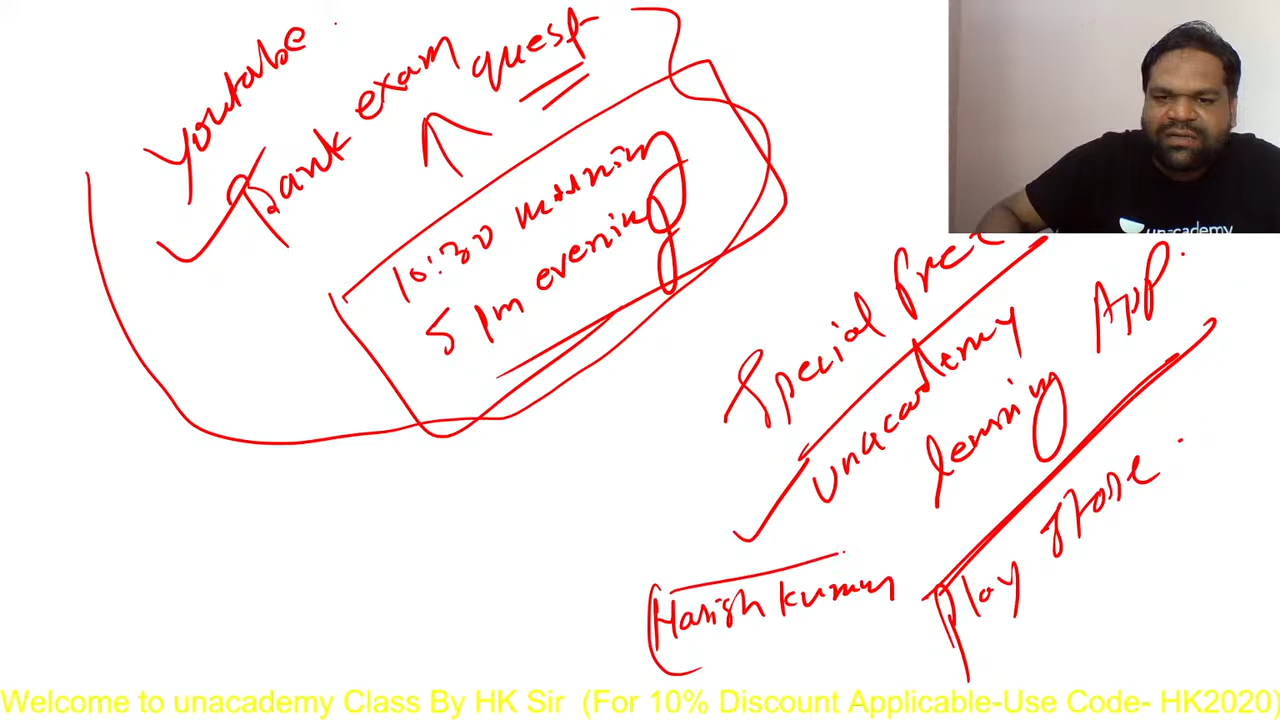 Youtube
Bank exam quest
10:30 morning
5 pm evening
Special free
unacademy
learning App
play store
Harish kumar
unacademy
Welcome to unacademy Class By HK Sir (For 10% Discount Applicable-Use Code- HK2020)